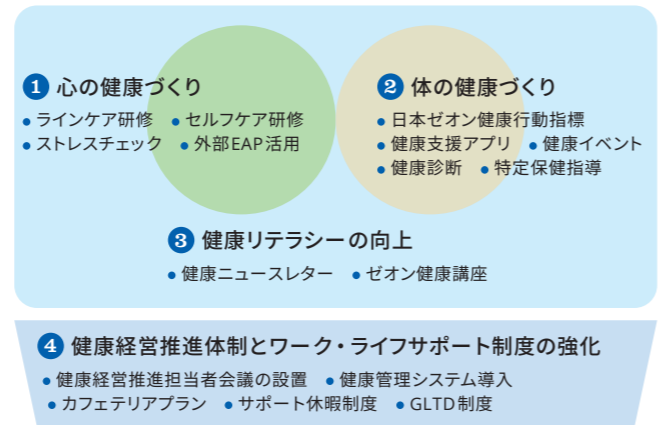 1 心の健康づくり
● ラインケア研修 ● セルフケア研修
● ストレスチェック ● 外部EAP活用
2 体の健康づくり
● 日本ゼオン健康行動指標
● 健康支援アプリ ● 健康イベント
● 健康診断 ● 特定保健指導
3 健康リテラシーの向上
● 健康ニュースレター ● ゼオン健康講座
4 健康経営推進体制とワーク・ライフサポート制度の強化
● 健康経営推進担当者会議の設置 ● 健康管理システム導入
● カフェテリアプラン ● サポート休暇制度 ● GLTD制度